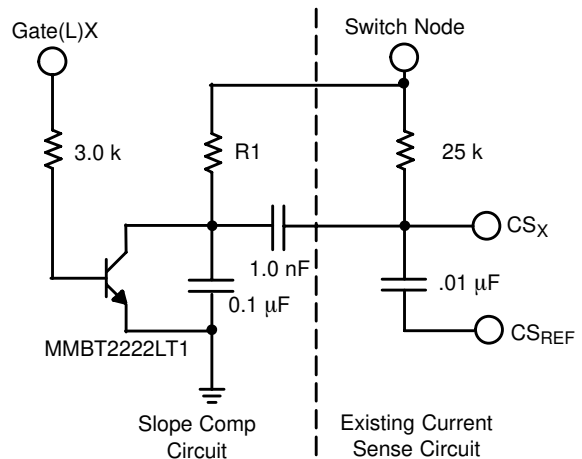 Gate(L)X
Switch Node
3.0 k
R1
25 k
CSX
1.0 nF
0.1 μF
.01 μF
CSREF
MMBT2222LT1
Slope Comp
Circuit
Existing Current
Sense Circuit